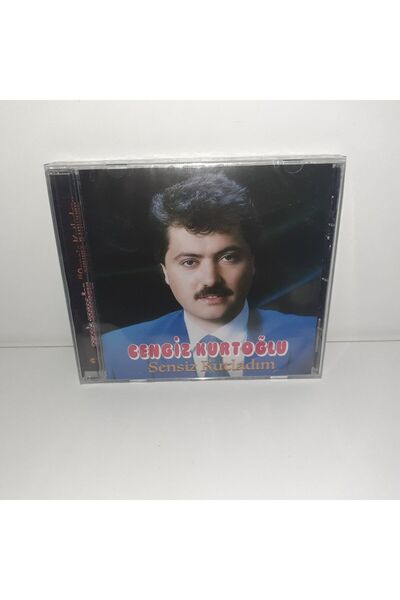 CENGİZ KURTOĞLU
Sensiz Kutladım